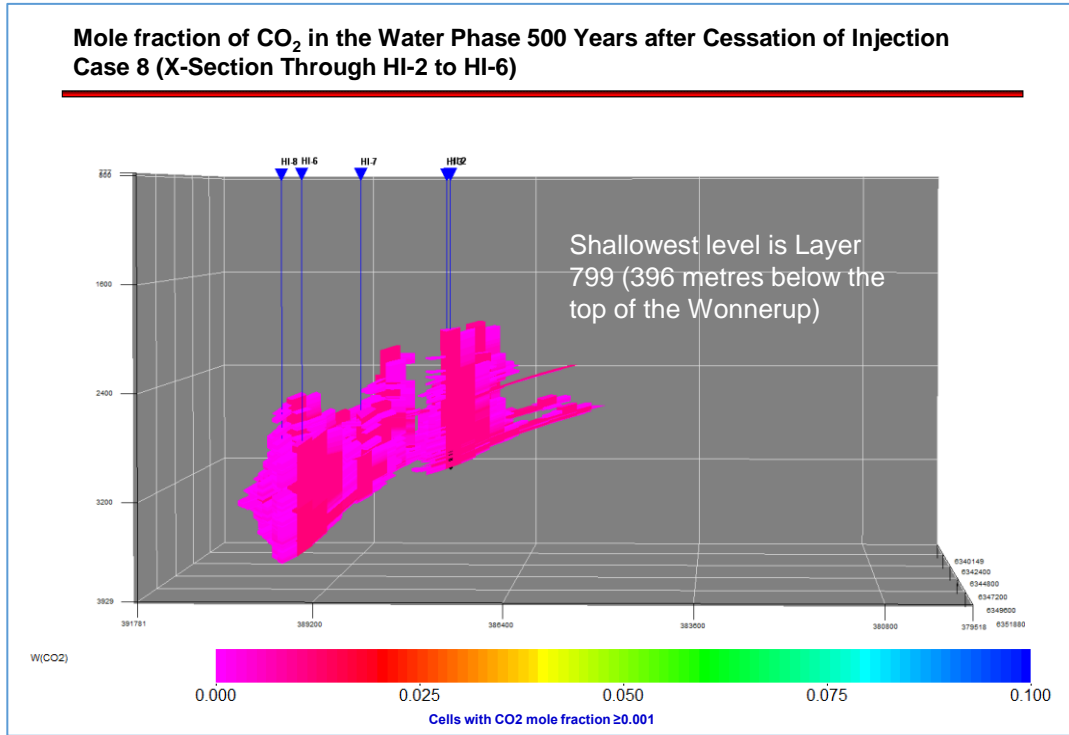 Mole fraction of CO2 in the Water Phase 500 Years after Cessation of Injection
Case 8 (X-Section Through HI-2 to HI-6)
HI-8 HI-6 HI-7
800
1600
2400
3200
3929
Shallowest level is Layer
799 (396 metres below the
top of the Wonnerup)
6340149
6342400
6344800
6347200
6349600
6351880
391781 389200 386400 383600 380800 379518
W(CO2)
0.000 0.025 0.050 0.075 0.100
Cells with CO2 mole fraction ≥0.001